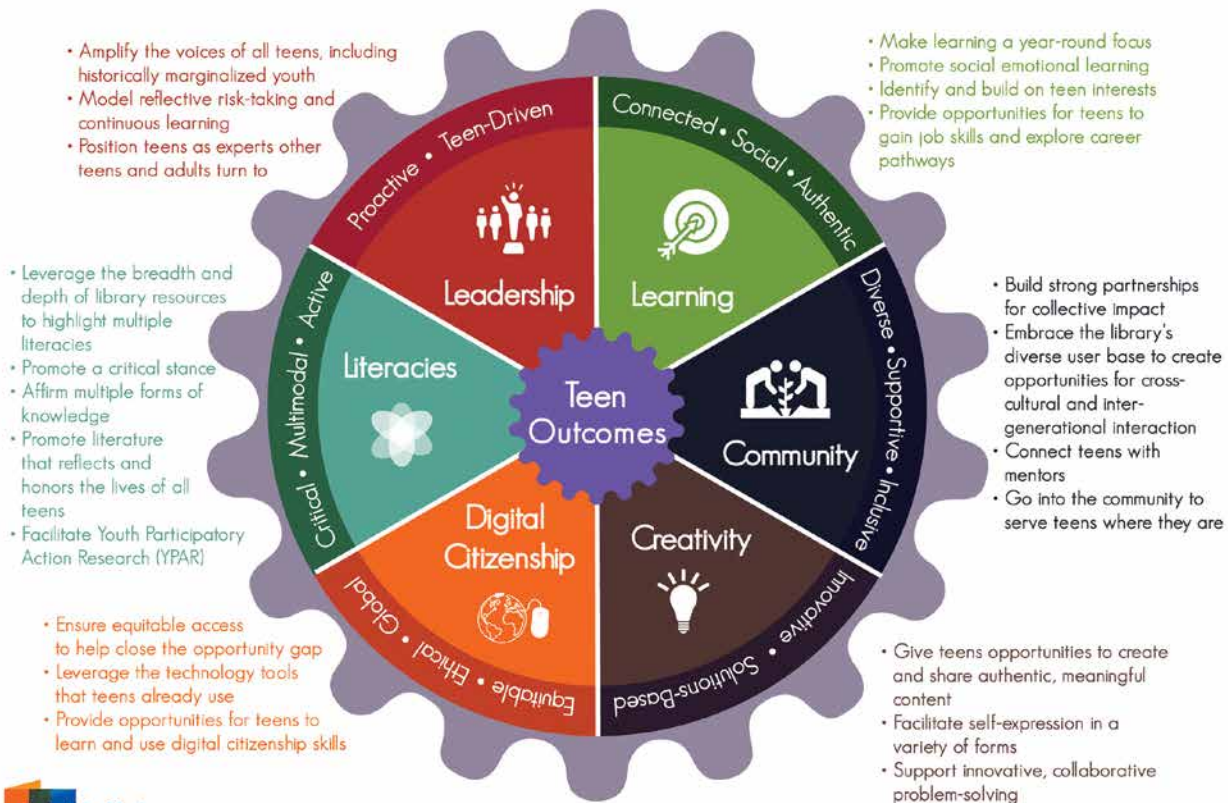 • Amplify the voices of all teens, including
historically marginalized youth
• Model reflective risk-taking and
continuous learning
• Position teens as experts other
teens and adults turn to
• Make learning a year-round focus
• Promote social emotional learning
• Identify and build on teen interests
• Provide opportunities for teens to
gain job skills and explore career
pathways
Proactive • Teen-Driven
Leadership
Connected • Social • Authentic
Learning
• Leverage the breadth and
depth of library resources
to highlight multiple
literacies
• Promote a critical stance
• Affirm multiple forms of
knowledge
• Promote literature
that reflects and
honors the lives of all
teens
• Facilitate Youth Participatory
Action Research (YPAR)
Critical • Multimodal • Active
Literacies
Teen
Outcomes
Diverse • Supportive • Inclusive
Community
• Build strong partnerships
for collective impact
• Embrace the library's
diverse user base to create
opportunities for cross-
cultural and inter-
generational interaction
• Connect teens with
mentors
• Go into the community to
serve teens where they are
Digital
Citizenship
Equitable • Ethical • Global
Creativity
Innovative • Solutions-Based
• Ensure equitable access
to help close the opportunity gap
• Leverage the technology tools
that teens already use
• Provide opportunities for teens to
learn and use digital citizenship skills
• Give teens opportunities to create
and share authentic, meaningful
content
• Facilitate self-expression in a
variety of forms
• Support innovative, collaborative
problem-solving